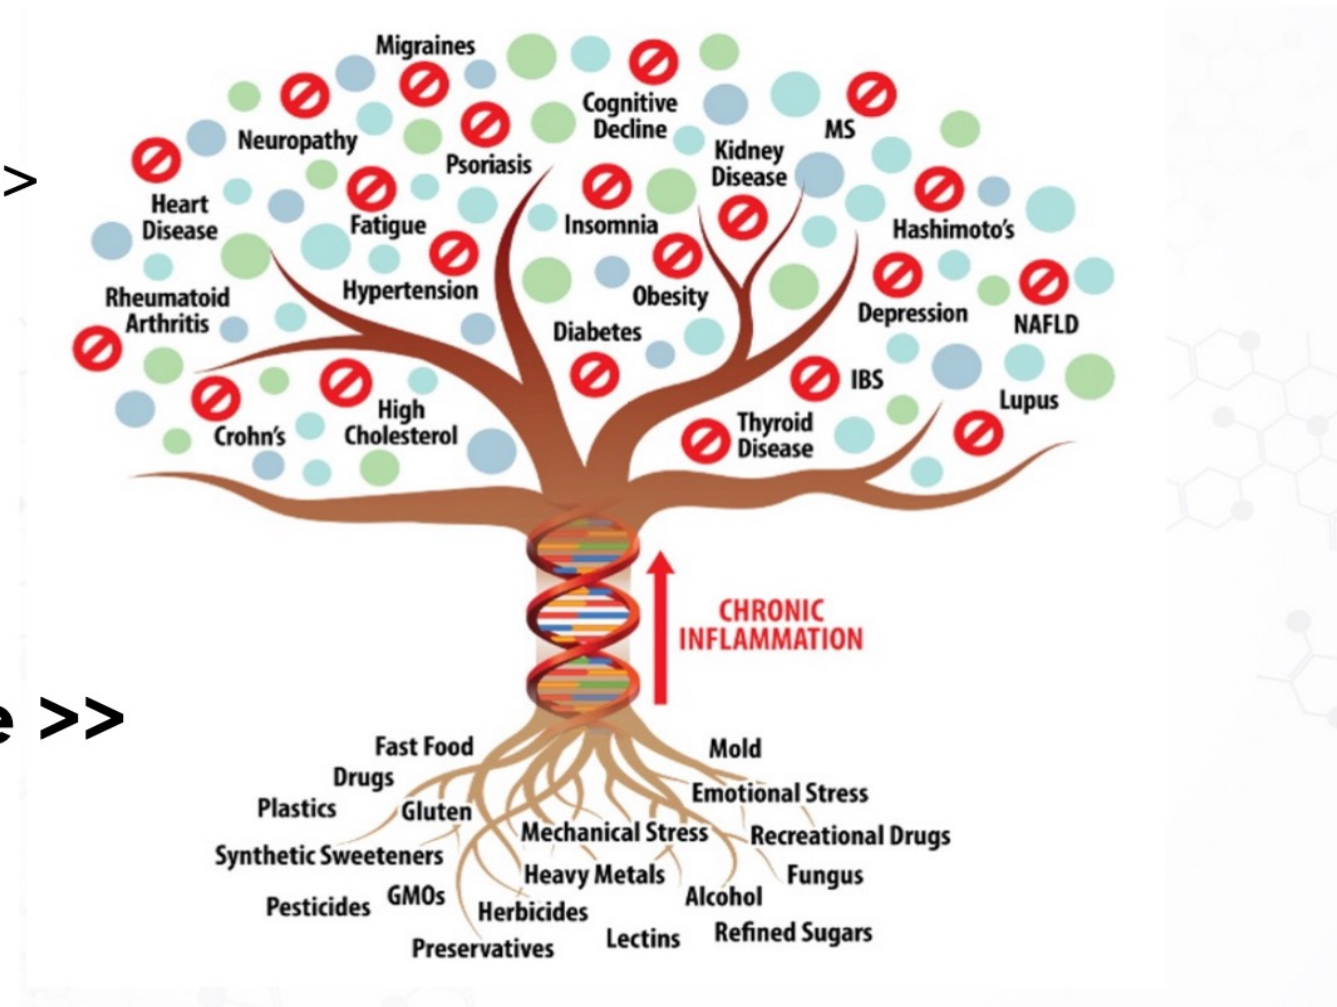 Migraines
Cognitive
Decline
MS
Neuropathy
Psoriasis
Kidney
Disease
>
Heart
Disease
Fatigue
Insomnia
Hashimoto's
Hypertension
Obesity
Rheumatoid
Arthritis
Diabetes
Depression
NAFLD
IBS
Lupus
Crohn's
High
Cholesterol
Thyroid
Disease
CHRONIC
INFLAMMATION
e >>
Fast Food
Mold
Drugs
Emotional Stress
Plastics
Gluten
Mechanical Stress
Recreational Drugs
Synthetic Sweeteners
Heavy Metals
Fungus
Pesticides
GMOs
Herbicides
Alcohol
Preservatives
Lectins
Refined Sugars